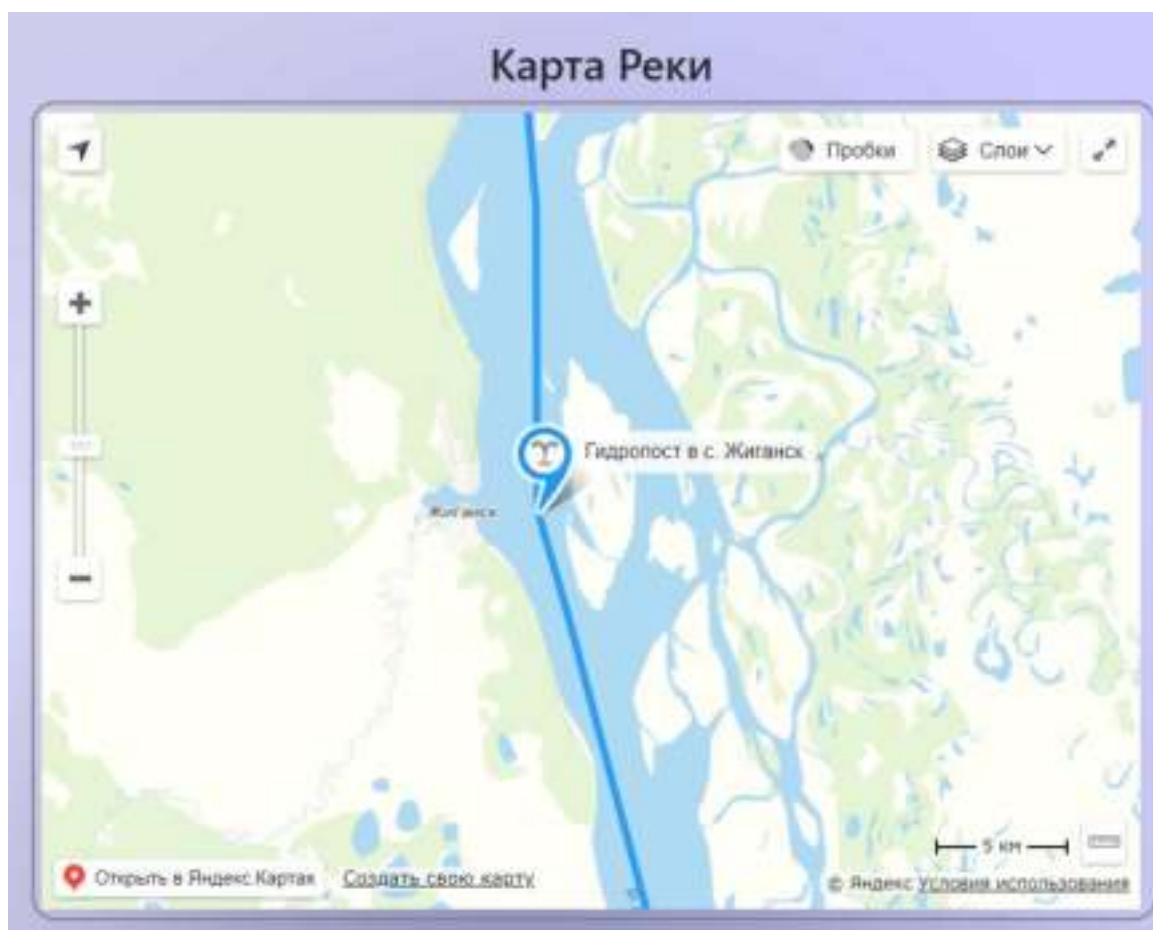 Карта Реки
Пробки
Слои
Гидропост в с. Жиганск
Жиганск
5 км
Открыть в Яндекс.Картах
Создать свою карту
© Яндекс Условия использования